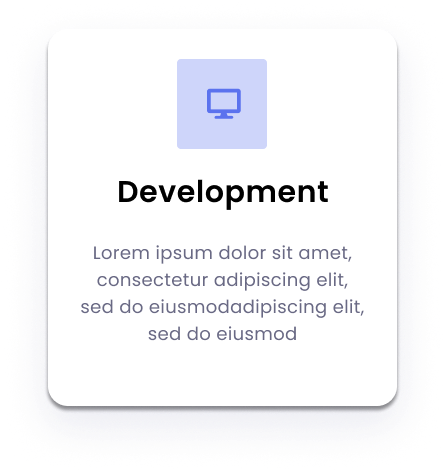 Development
Lorem ipsum dolor sit amet,
consectetur adipiscing elit,
sed do eiusmodadipiscing elit,
sed do eiusmod